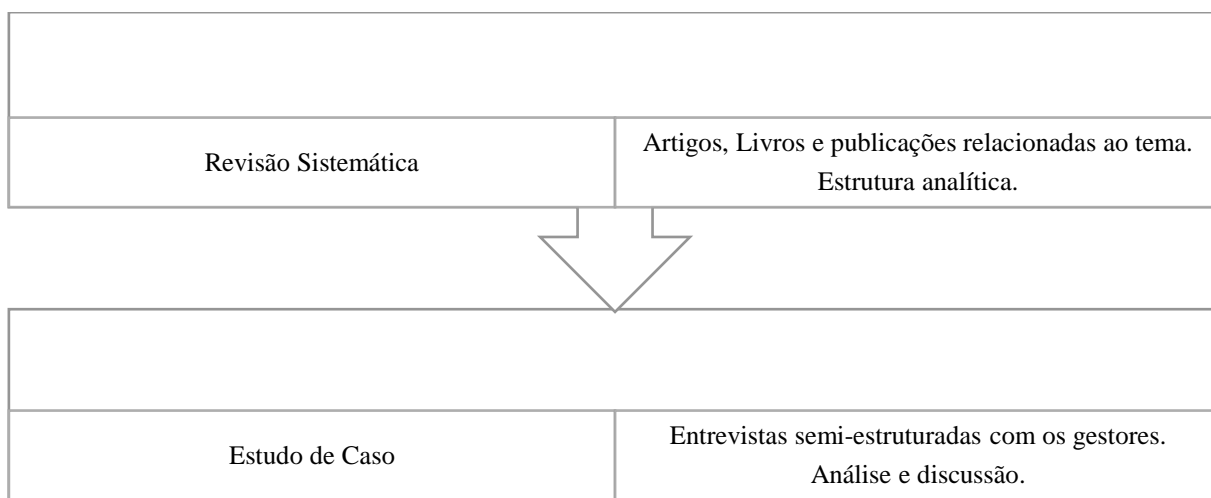 Revisão Sistemática
Artigos, Livros e publicações relacionadas ao tema.
Estrutura analítica.
Estudo de Caso
Entrevistas semi-estruturadas com os gestores.
Análise e discussão.